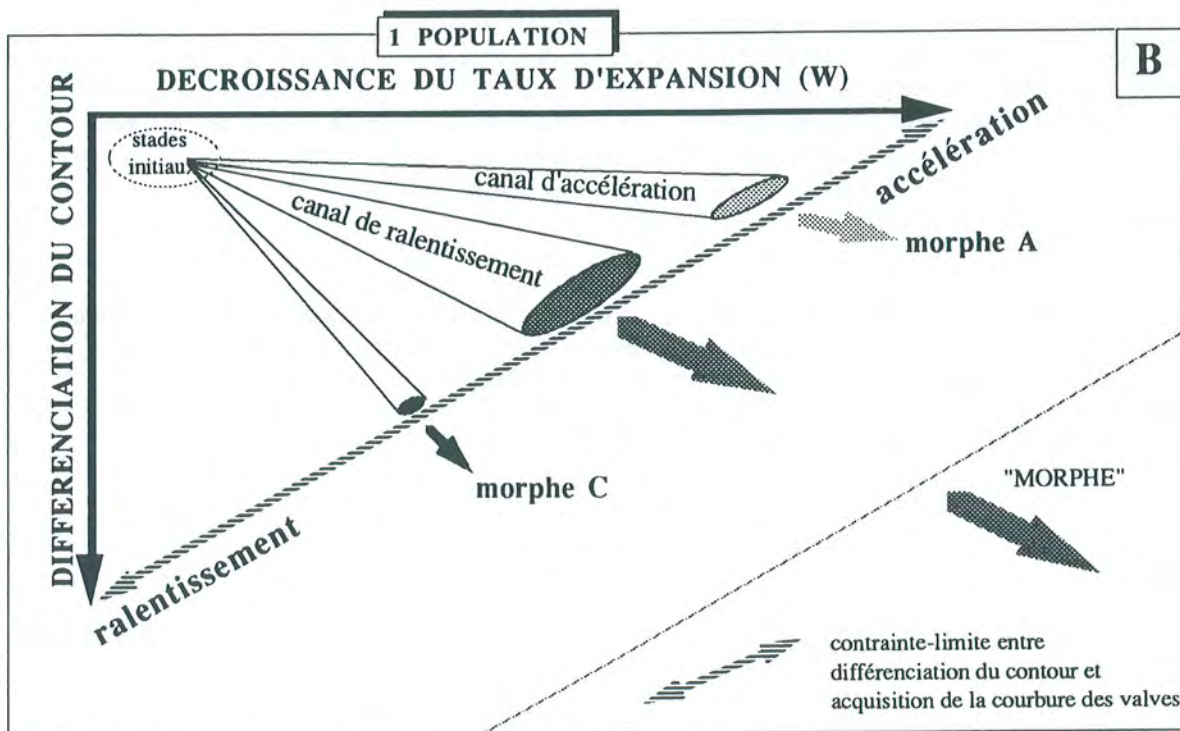 1 POPULATION
B
DECROISSANCE DU TAUX D'EXPANSION (W)
DIFFERENCIATION DU CONTOUR
stades
initiaux
canal d'accélération
canal de ralentissement
accélération
morphe A
morphe C
ralentissement
"MORPHE"
contrainte-limite entre
différenciation du contour et
acquisition de la courbure des valves